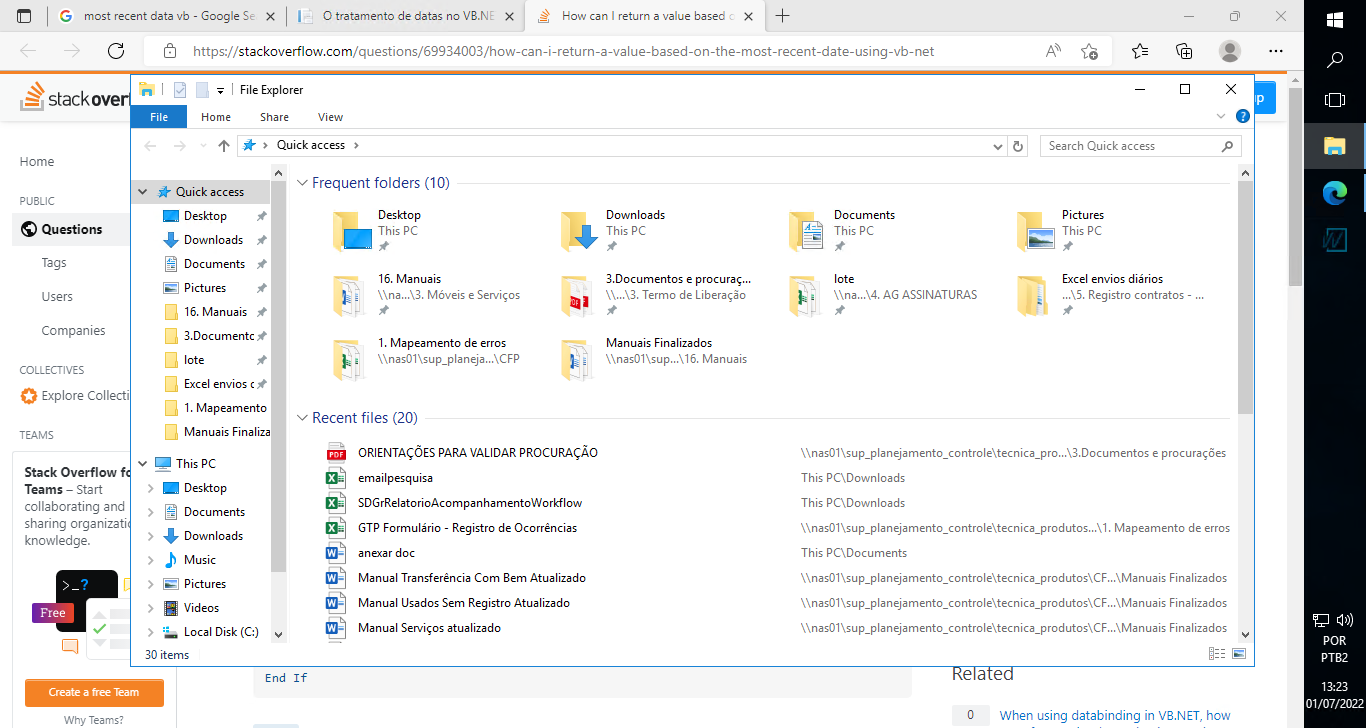 most recent data vb - Google Se
O tratamento de datas no VB.NE
How can I return a value based o
https://stackoverflow.com/questions/69934003/how-can-i-return-a-value-based-on-the-most-recent-date-using-vb-net
stack overf
File Explorer
File
Home
Share
View
Quick access
Search Quick access
Home
PUBLIC
Questions
Tags
Users
Companies
COLLECTIVES
Explore Collecti
TEAMS
Stack Overflow fo
Teams – Start
collaborating and
sharing organizatio
knowledge.
>_?
Free
Create a free Team
Why Teams?
Quick access
Desktop
Downloads
Documents
Pictures
16. Manuais
3.Documento
lote
Excel envios d
1. Mapeamento
Manuais Finaliza
This PC
Desktop
Documents
Downloads
Music
Pictures
Videos
Local Disk (C:)
30 items
Frequent folders (10)
Desktop
This PC
Downloads
This PC
Documents
This PC
Pictures
This PC
16. Manuais
\\na...\3. Móveis e Serviços
3.Documentos e procuraç...
\\...\3. Termo de Liberação
lote
\\na...\4. AG ASSINATURAS
Excel envios diários
...\5. Registro contratos - ...
1. Mapeamento de erros
\\nas01\sup_planeja...\CFP
Manuais Finalizados
\\nas01\sup...\16. Manuais
Recent files (20)
PDF ORIENTAÇÕES PARA VALIDAR PROCURAÇÃO \\nas01\sup_planejamento_controle\tecnica_pro...\3.Documentos e procurações
emailpesquisa This PC\Downloads
SDGrRelatorioAcompanhamentoWorkflow This PC\Downloads
GTP Formulário - Registro de Ocorrências \\nas01\sup_planejamento_controle\tecnica_produtos...\1. Mapeamento de erros
anexar doc This PC\Documents
Manual Transferência Com Bem Atualizado \\nas01\sup_planejamento_controle\tecnica_produtos\CF...\Manuais Finalizados
Manual Usados Sem Registro Atualizado \\nas01\sup_planejamento_controle\tecnica_produtos\CF...\Manuais Finalizados
Manual Serviços atualizado \\nas01\sup_planejamento_controle\tecnica_produtos\CF...\Manuais Finalizados
End If
Related
0 When using databinding in VB.NET, how
up
POR
PTB2
13:23
01/07/2022